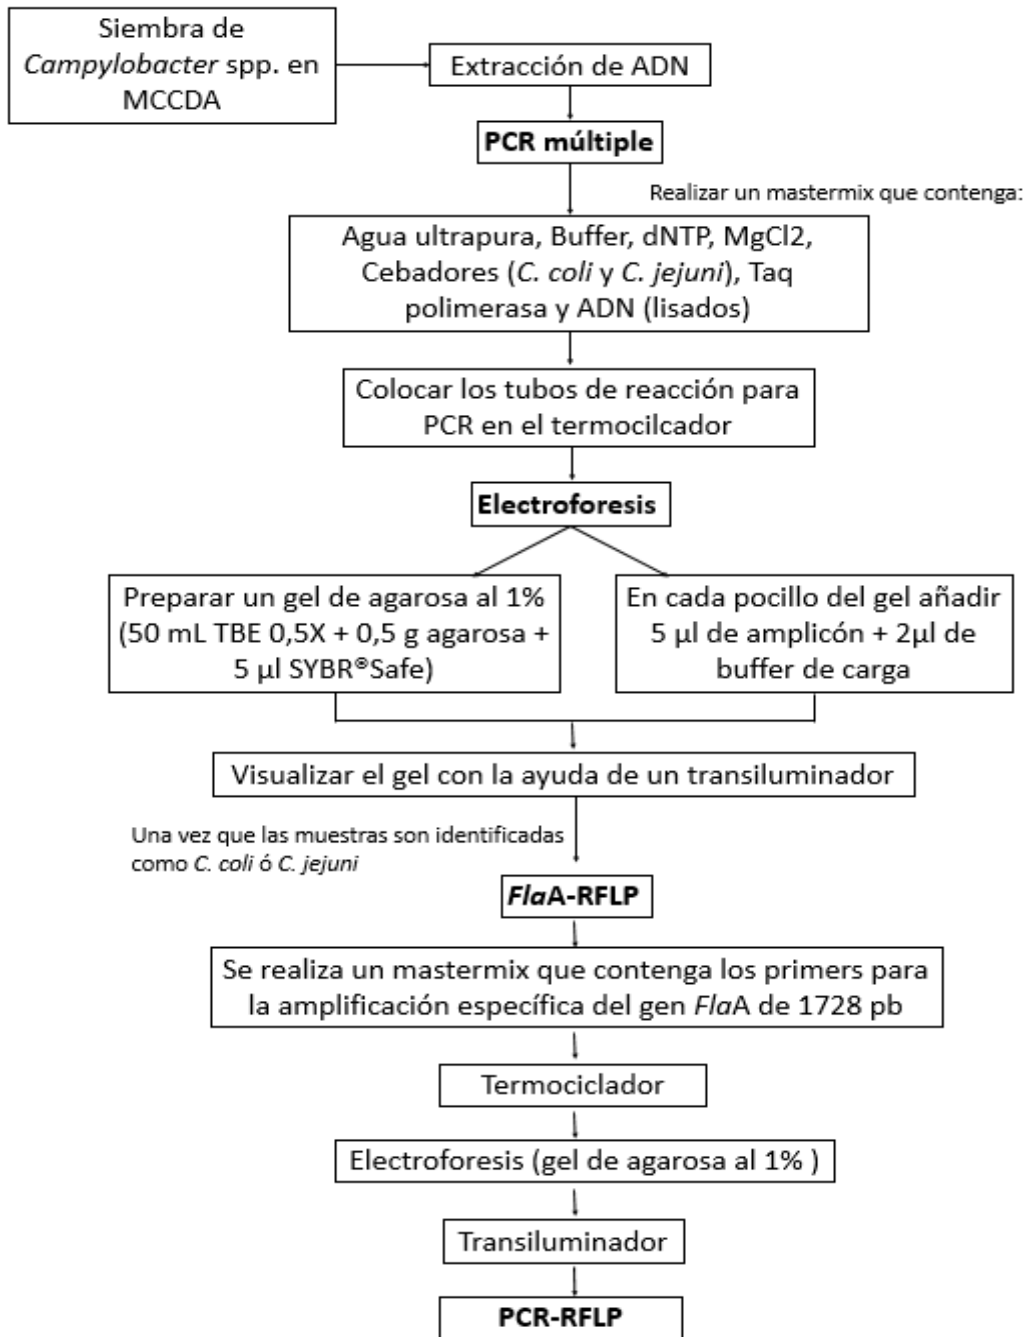 Siembra de
Campylobacter spp. en
MCCDA
Extracción de ADN
PCR múltiple
Realizar un mastermix que contenga:
Agua ultrapura, Buffer, dNTP, MgCl2,
Cebadores (C. coli y C. jejuni), Taq
polimerasa y ADN (lisados)
Colocar los tubos de reacción para
PCR en el termocilcador
Electroforesis
Preparar un gel de agarosa al 1%
(50 mL TBE 0,5X + 0,5 g agarosa +
5 µl SYBR®Safe)
En cada pocillo del gel añadir
5 µl de amplicón + 2µl de
buffer de carga
Visualizar el gel con la ayuda de un transiluminador
Una vez que las muestras son identificadas
como C. coli ó C. jejuni
FlaA-RFLP
Se realiza un mastermix que contenga los primers para
la amplificación específica del gen FlaA de 1728 pb
Termociclador
Electroforesis (gel de agarosa al 1% )
Transiluminador
PCR-RFLP